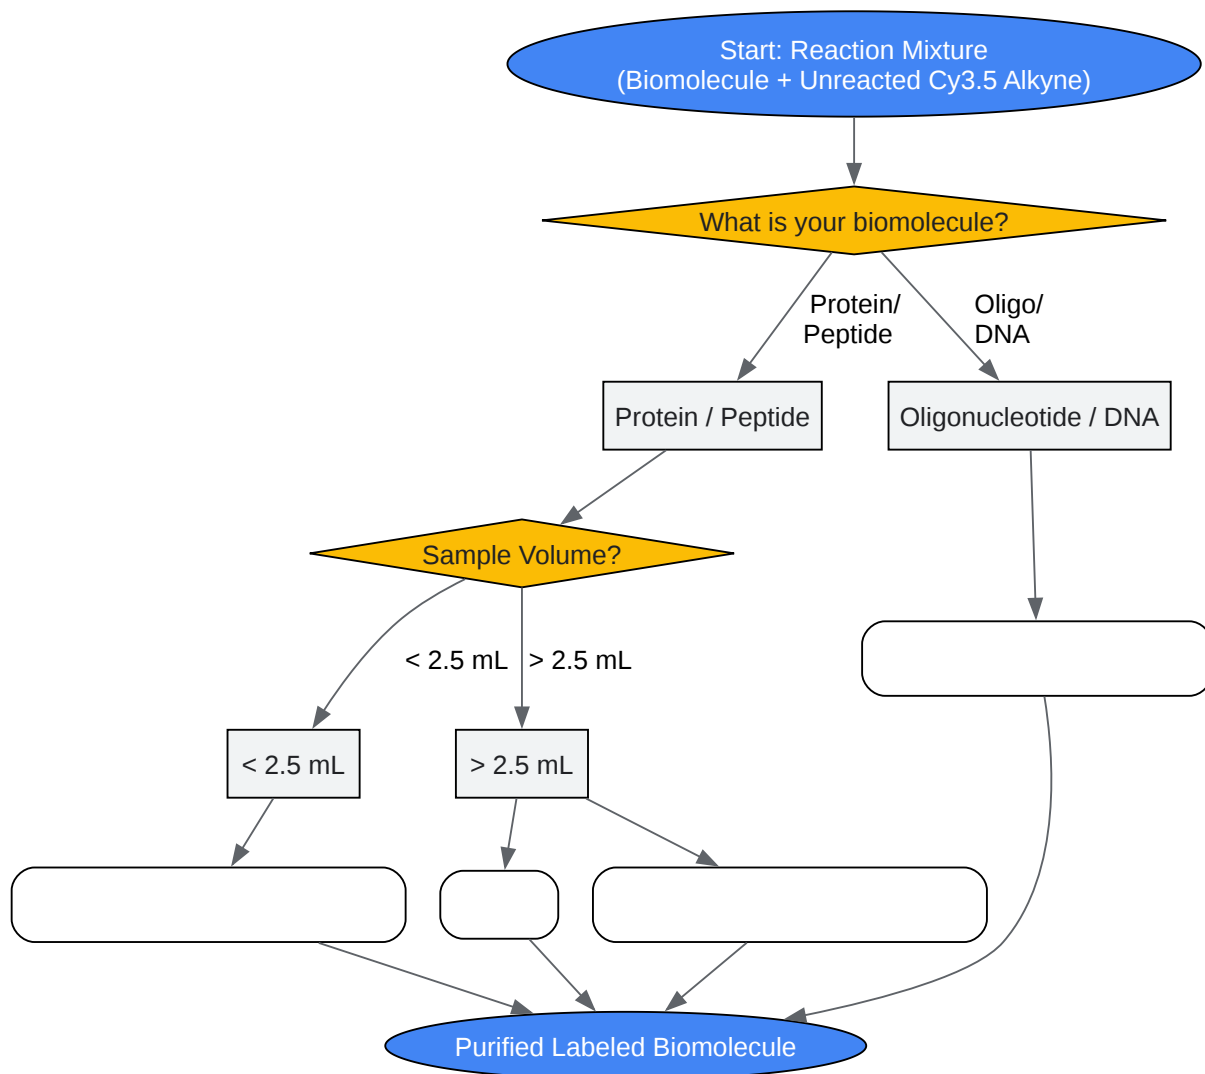 Start: Reaction Mixture
(Biomolecule + Unreacted Cy3.5 Alkyne)
What is your biomolecule?
Protein/
Peptide
Oligo/
DNA
Protein / Peptide
Oligonucleotide / DNA
Sample Volume?
< 2.5 mL
> 2.5 mL
< 2.5 mL
> 2.5 mL
Purified Labeled Biomolecule